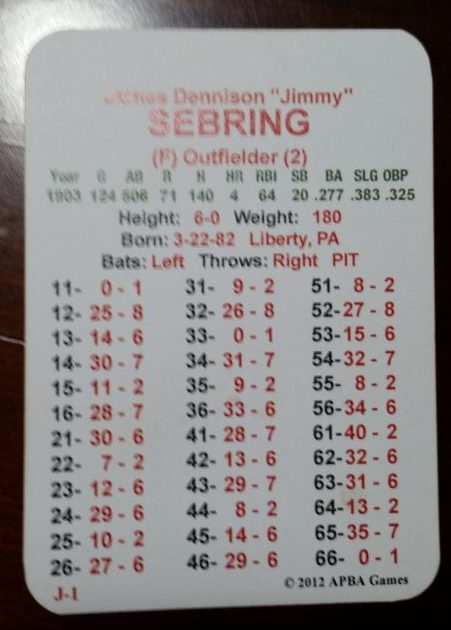 James Dennison "Jimmy"
SEBRING
(F) Outfielder (2)
Year G AB R H HR RBI SB BA SLG OBP
1903 124 506 71 140 4 64 20 .277 .383 .325
Height: 6-0 Weight: 180
Born: 3-22-82 Liberty, PA
Bats: Left Throws: Right PIT
11- 0 - 1 31- 9 - 2 51- 8 - 2
12- 25 - 8 32- 26 - 8 52- 27 - 8
13- 14 - 6 33- 0 - 1 53- 15 - 6
14- 30 - 7 34- 31 - 7 54- 32 - 7
15- 11 - 2 35- 9 - 2 55- 8 - 2
16- 28 - 7 36- 33 - 6 56- 34 - 6
21- 30 - 6 41- 28 - 7 61- 40 - 2
22- 7 - 2 42- 13 - 6 62- 32 - 6
23- 12 - 6 43- 29 - 7 63- 31 - 6
24- 29 - 6 44- 8 - 2 64- 13 - 2
25- 10 - 2 45- 14 - 6 65- 35 - 7
26- 27 - 6 46- 29 - 6 66- 0 - 1
J-1 © 2012 APBA Games